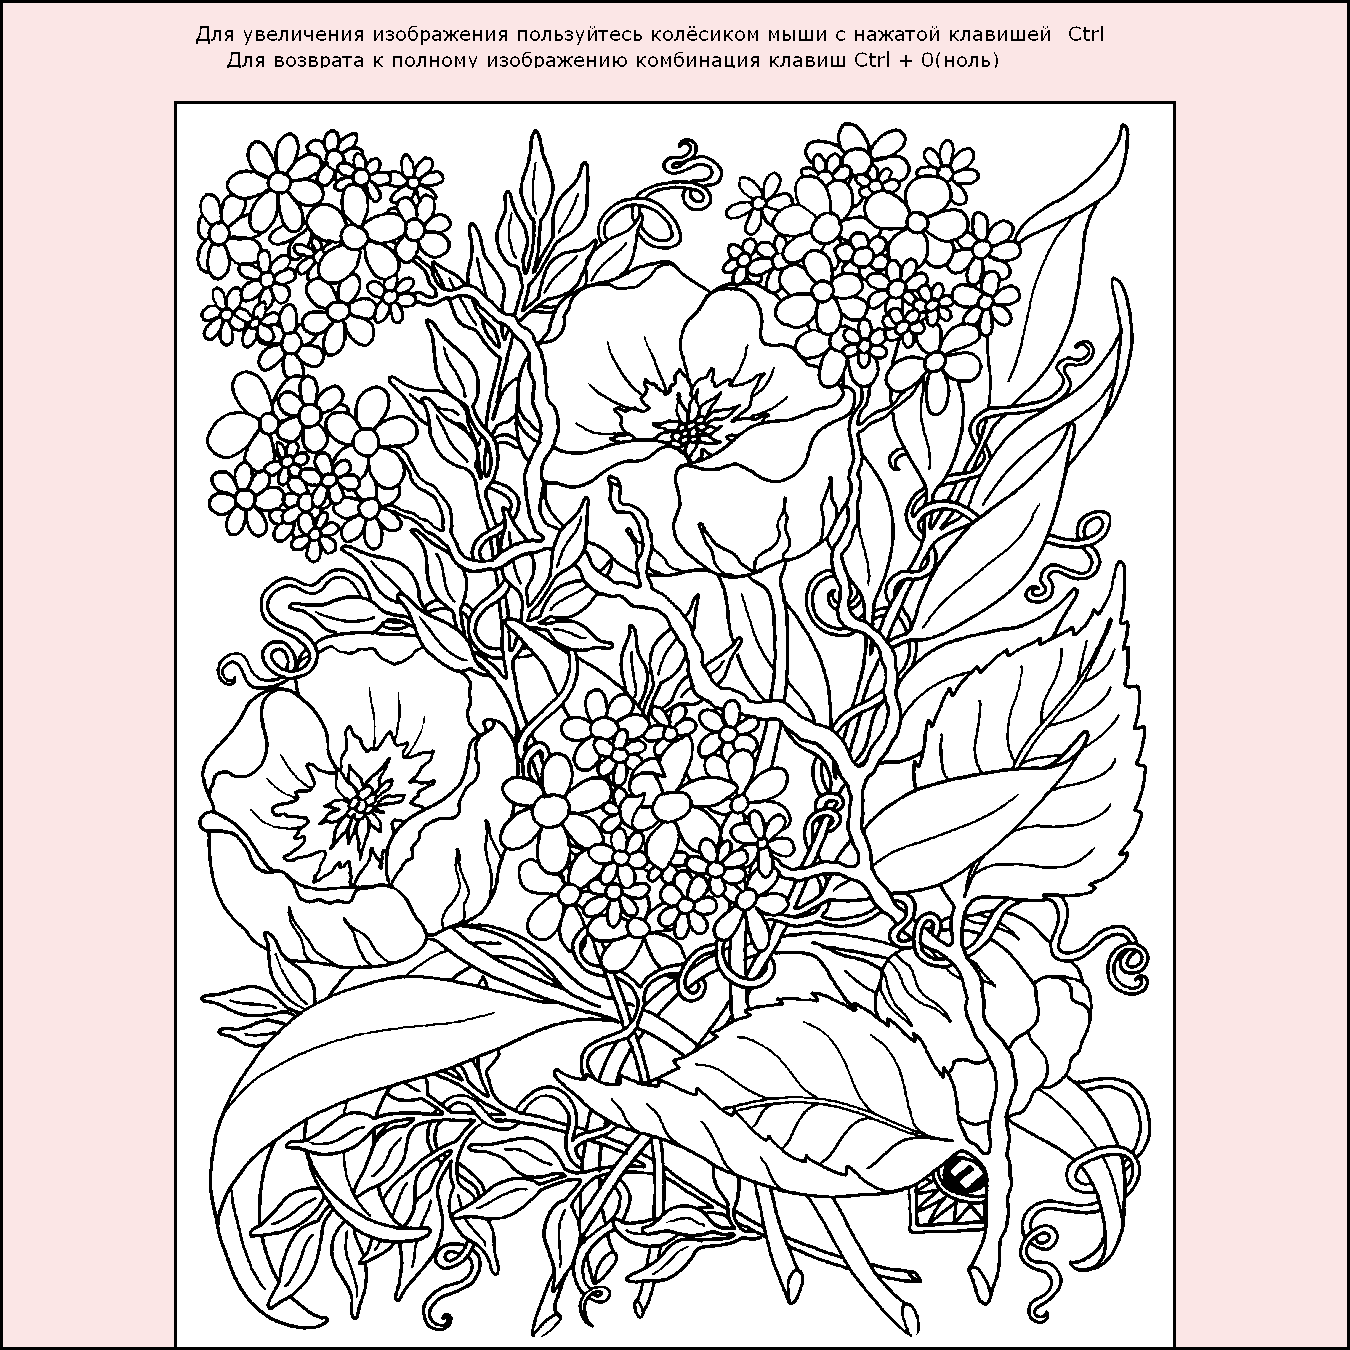 Для увеличения изображения пользуйтесь колёсиком мыши с нажатой клавишей Ctrl
Для возврата к полному изображению комбинация клавиш Ctrl + 0(ноль)